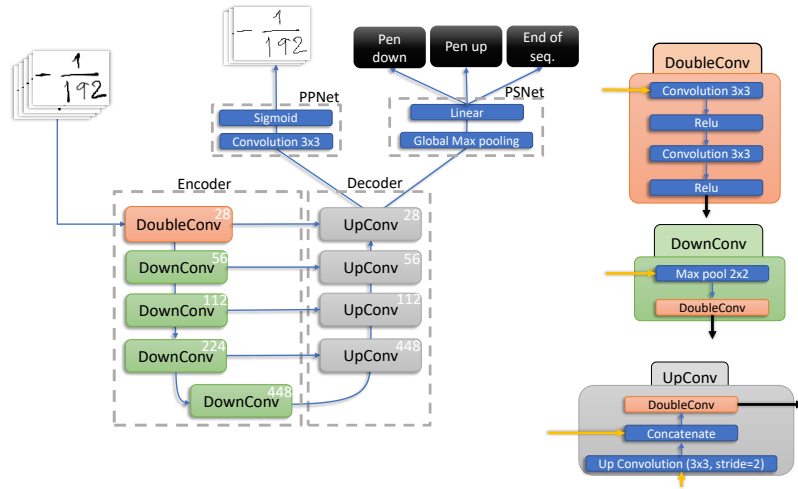 - 1
192
- 1
192
Pen down
Pen up
End of seq.
PPNet
Sigmoid
Convolution 3x3
PSNet
Linear
Global Max pooling
Encoder
DoubleConv 28
DownConv 56
DownConv 112
DownConv 224
DownConv 448
Decoder
UpConv 28
UpConv 56
UpConv 112
UpConv 448
DoubleConv
Convolution 3x3
Relu
Convolution 3x3
Relu
DownConv
Max pool 2x2
DoubleConv
UpConv
DoubleConv
Concatenate
Up Convolution (3x3, stride=2)